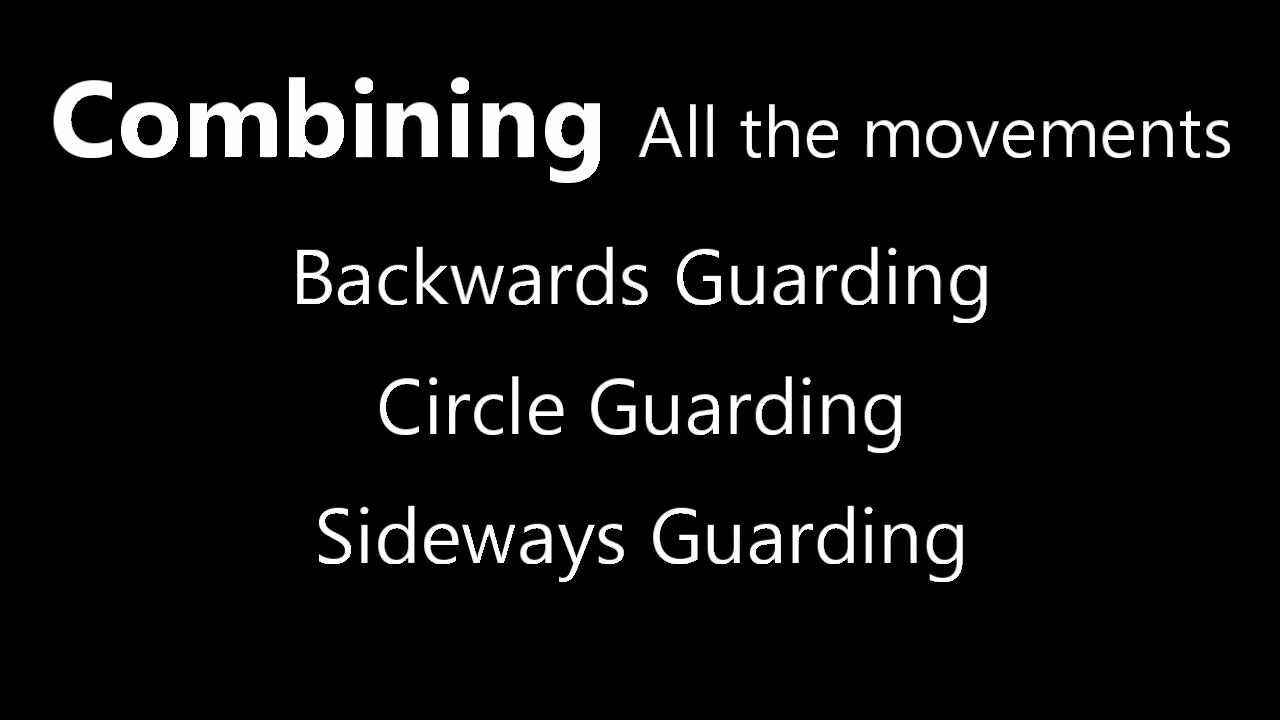 Combining All the movements
Backwards Guarding
Circle Guarding
Sideways Guarding